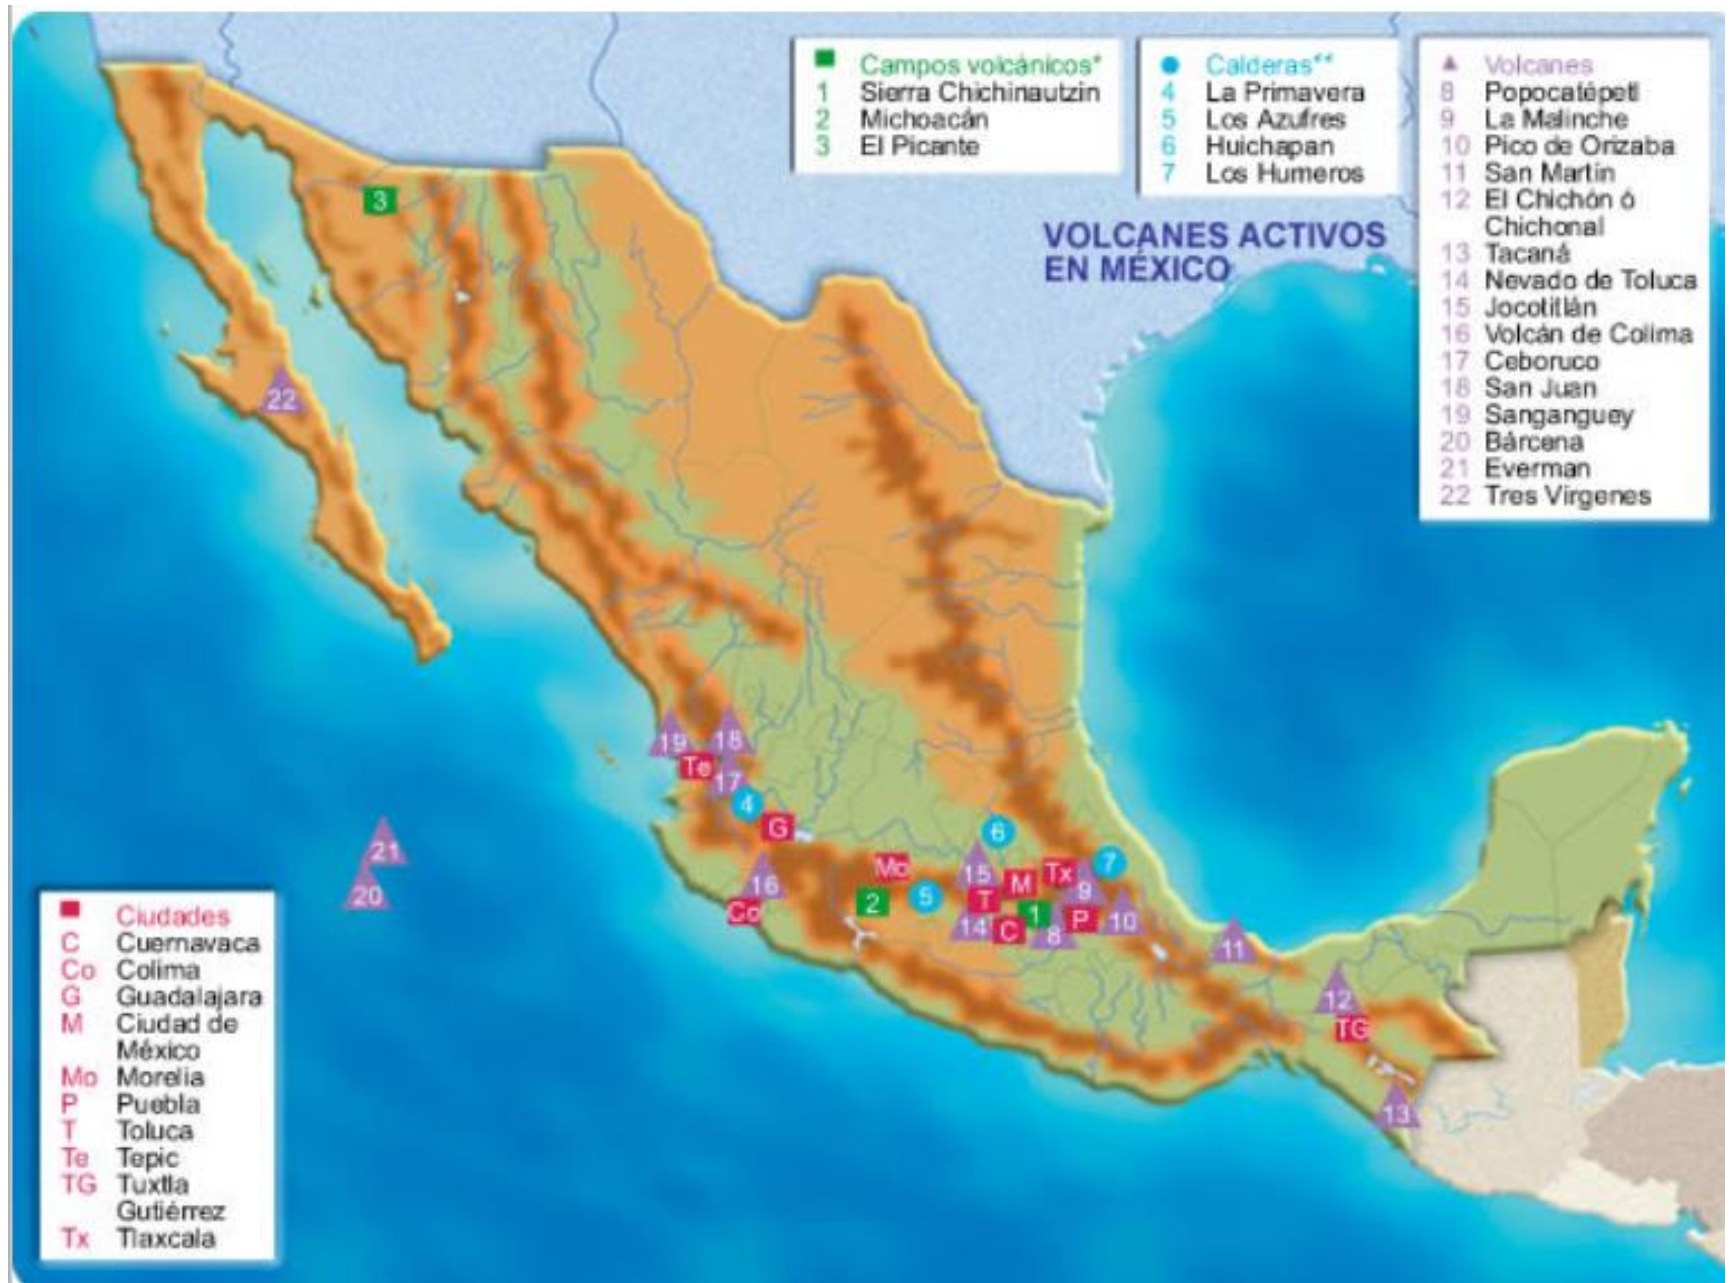 Campos volcánicos*
1 Sierra Chichinautzin
2 Michoacán
3 El Picante
Calderas**
4 La Primavera
5 Los Azufres
6 Huichapan
7 Los Humeros
Volcanes
8 Popocatépetl
9 La Malinche
10 Pico de Orizaba
11 San Martín
12 El Chichón ó
Chichonal
13 Tacaná
14 Nevado de Toluca
15 Jocotitlán
16 Volcán de Colima
17 Ceboruco
18 San Juan
19 Sanganguey
20 Bárcena
21 Everman
22 Tres Vírgenes
VOLCANES ACTIVOS
EN MÉXICO
3
22
19
18
Te
17
4
G
21
20
16
Co
Mo
2
5
6
15
T
14
M
C
1
Tx
9
8
P
7
10
11
12
TG
13
Ciudades
C Cuernavaca
Co Colima
G Guadalajara
M Ciudad de
México
Mo Morelia
P Puebla
T Toluca
Te Tepic
TG Tuxtla
Gutiérrez
Tx Tlaxcala